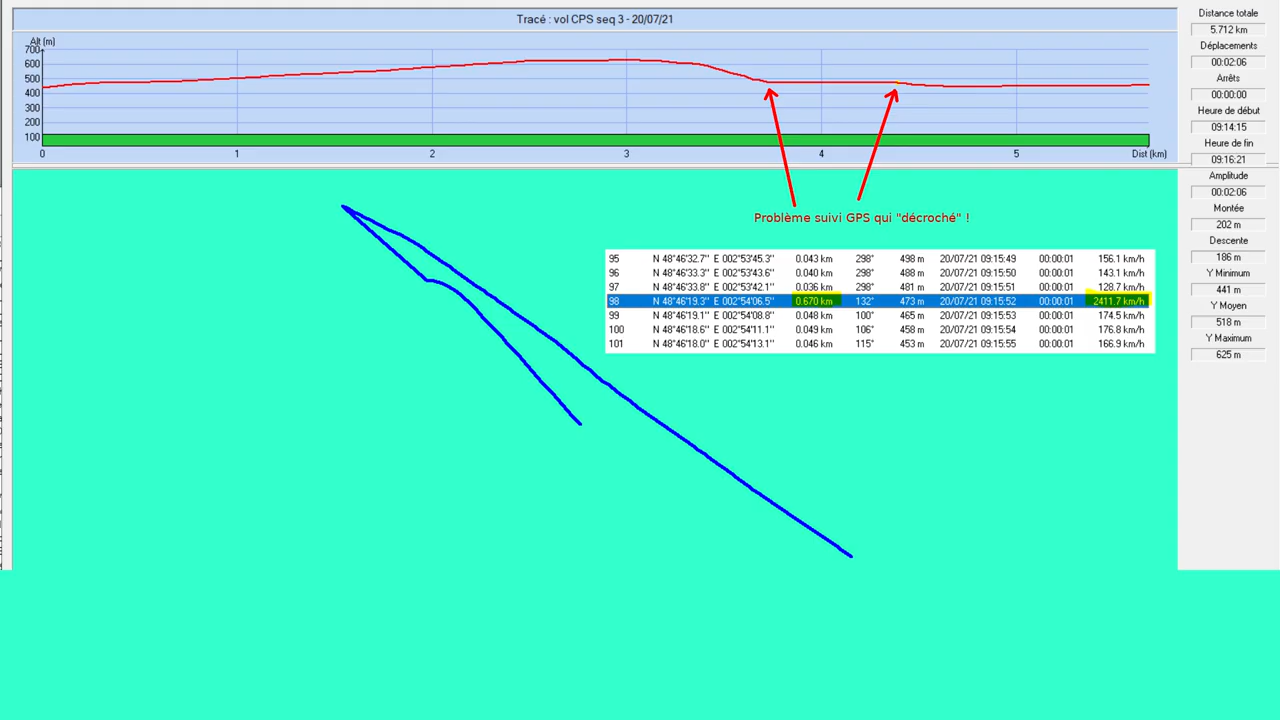 Tracé : vol CPS seq 3 - 20/07/21
Alt (m)
700
600
500
400
300
200
100
0 1 2 3 4 5 Dist (km)
Problème suivi GPS qui "décroché" !
95 N 48°46'32.7'' E 002°53'45.3'' 0.043 km 298° 498 m 20/07/21 09:15:49 00:00:01 156.1 km/h
96 N 48°46'33.3'' E 002°53'43.6'' 0.040 km 298° 488 m 20/07/21 09:15:50 00:00:01 143.1 km/h
97 N 48°46'33.8'' E 002°53'42.1'' 0.036 km 298° 481 m 20/07/21 09:15:51 00:00:01 128.7 km/h
98 N 48°46'19.3'' E 002°54'06.5'' 0.670 km 132° 473 m 20/07/21 09:15:52 00:00:01 2411.7 km/h
99 N 48°46'19.1'' E 002°54'08.8'' 0.048 km 100° 465 m 20/07/21 09:15:53 00:00:01 174.5 km/h
100 N 48°46'18.6'' E 002°54'11.1'' 0.049 km 106° 458 m 20/07/21 09:15:54 00:00:01 176.8 km/h
101 N 48°46'18.0'' E 002°54'13.1'' 0.046 km 115° 453 m 20/07/21 09:15:55 00:00:01 166.9 km/h
Distance totale
5.712 km
Déplacements
00:02:06
Arrêts
00:00:00
Heure de début
09:14:15
Heure de fin
09:16:21
Amplitude
00:02:06
Montée
202 m
Descente
186 m
Y Minimum
441 m
Y Moyen
518 m
Y Maximum
625 m